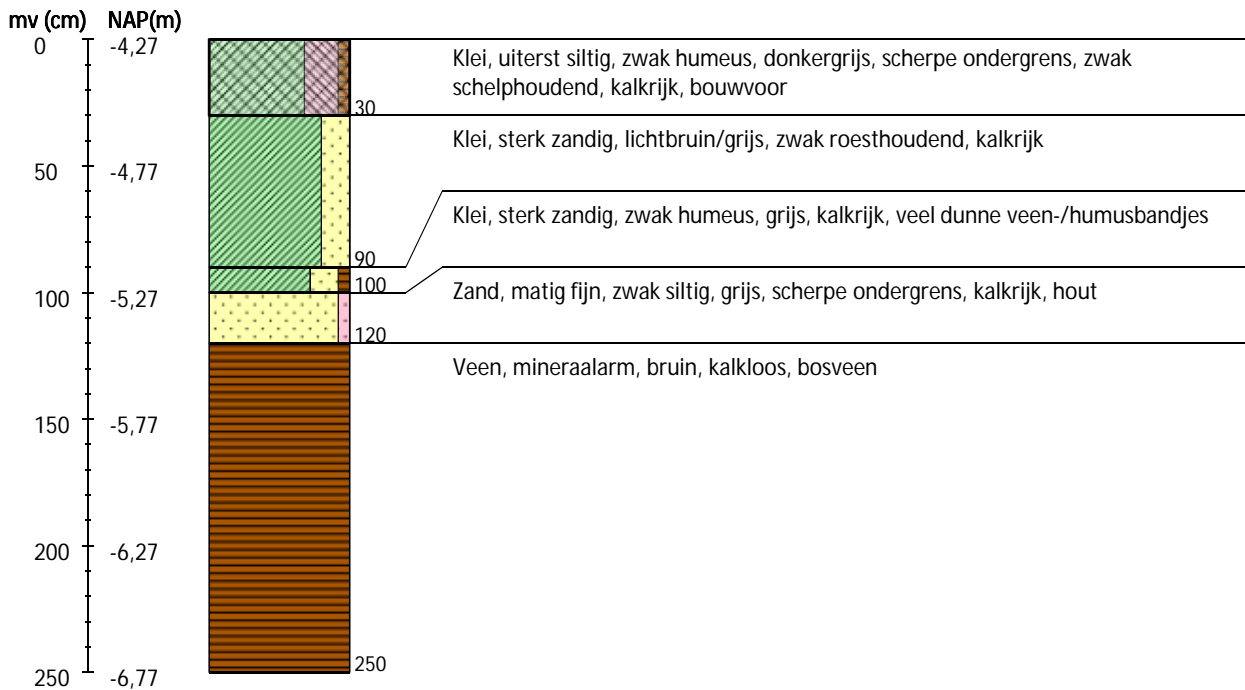 mv (cm) NAP(m)
0 -4,27
Klei, uiterst siltig, zwak humeus, donkergrijs, scherpe ondergrens, zwak
schelphoudend, kalkrijk, bouwvoor
30
Klei, sterk zandig, lichtbruin/grijs, zwak roesthoudend, kalkrijk
50 -4,77
Klei, sterk zandig, zwak humeus, grijs, kalkrijk, veel dunne veen-/humusbandjes
90
100
Zand, matig fijn, zwak siltig, grijs, scherpe ondergrens, kalkrijk, hout
100 -5,27
120
Veen, mineraalarm, bruin, kalkloos, bosveen
150 -5,77
200 -6,27
250
250 -6,77